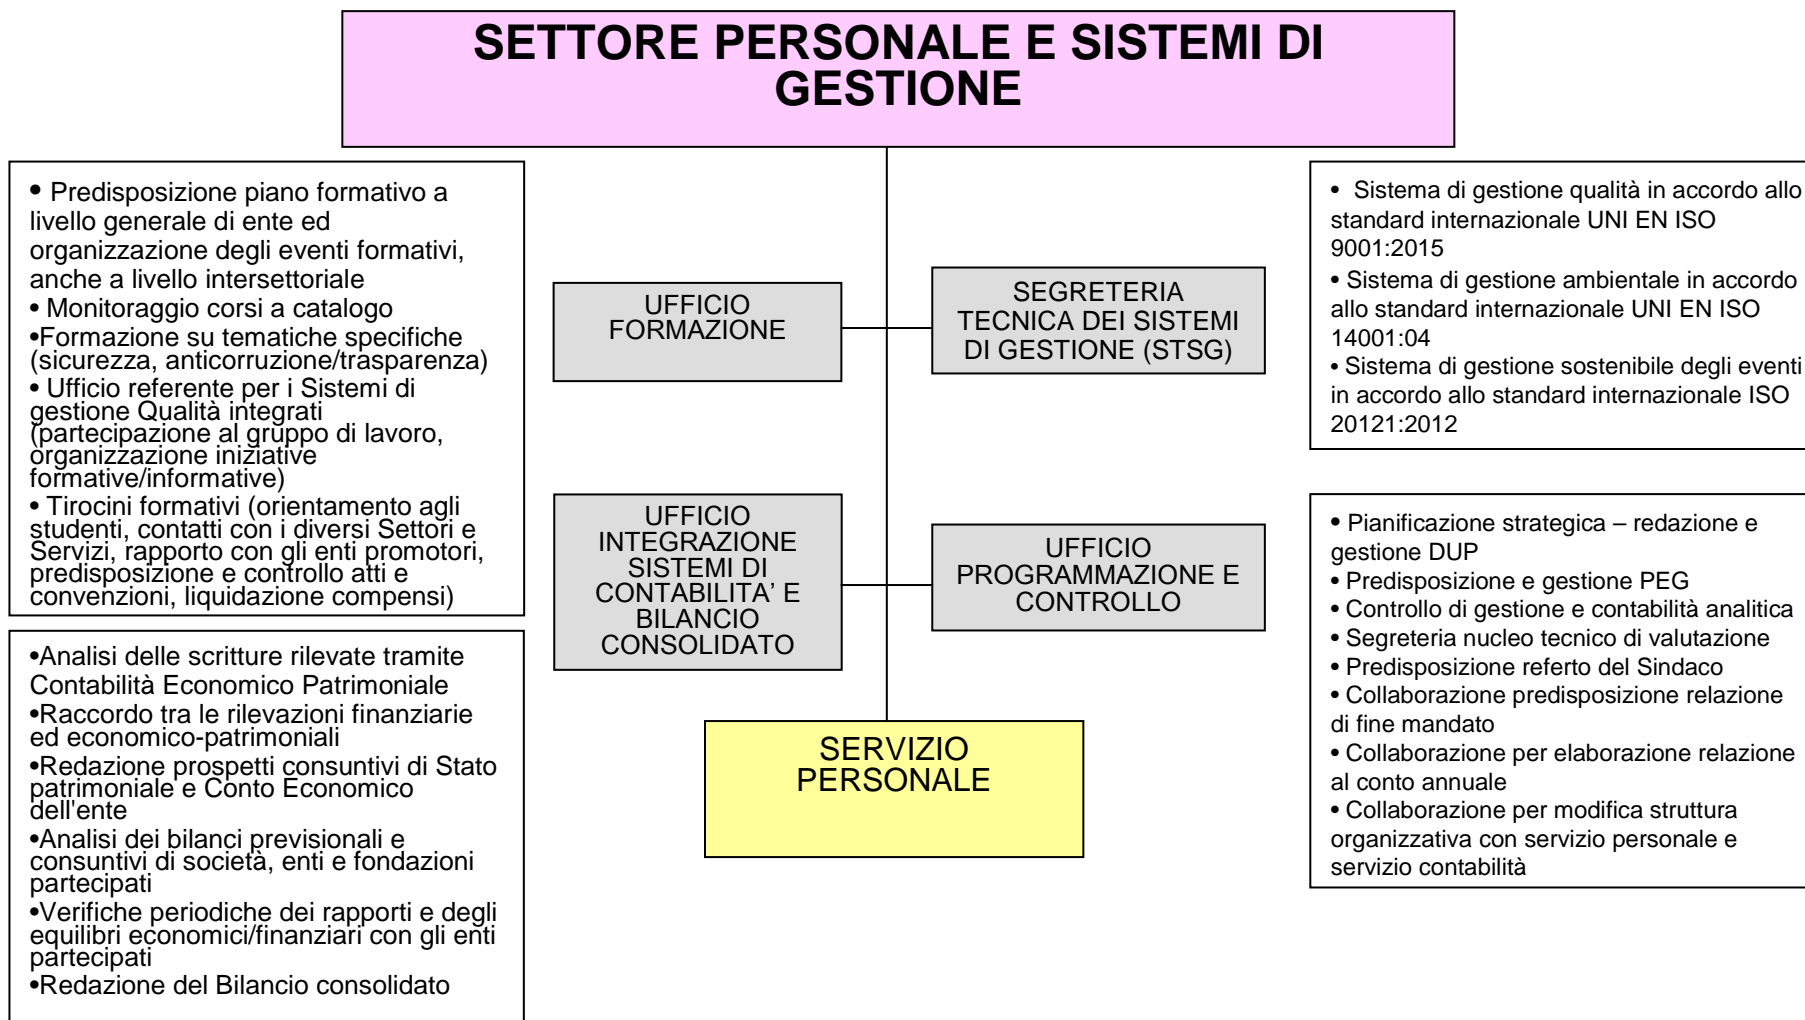 SETTORE PERSONALE E SISTEMI DI
GESTIONE
• Predisposizione piano formativo a
livello generale di ente ed
organizzazione degli eventi formativi,
anche a livello intersettoriale
• Monitoraggio corsi a catalogo
•Formazione su tematiche specifiche
(sicurezza, anticorruzione/trasparenza)
• Ufficio referente per i Sistemi di
gestione Qualità integrati
(partecipazione al gruppo di lavoro,
organizzazione iniziative
formative/informative)
• Tirocini formativi (orientamento agli
studenti, contatti con i diversi Settori e
Servizi, rapporto con gli enti promotori,
predisposizione e controllo atti e
convenzioni, liquidazione compensi)
UFFICIO
FORMAZIONE
SEGRETERIA
TECNICA DEI SISTEMI
DI GESTIONE (STSG)
• Sistema di gestione qualità in accordo allo
standard internazionale UNI EN ISO
9001:2015
• Sistema di gestione ambientale in accordo
allo standard internazionale UNI EN ISO
14001:04
• Sistema di gestione sostenibile degli eventi
in accordo allo standard internazionale ISO
20121:2012
•Analisi delle scritture rilevate tramite
Contabilità Economico Patrimoniale
•Raccordo tra le rilevazioni finanziarie
ed economico-patrimoniali
•Redazione prospetti consuntivi di Stato
patrimoniale e Conto Economico
dell'ente
•Analisi dei bilanci previsionali e
consuntivi di società, enti e fondazioni
partecipati
•Verifiche periodiche dei rapporti e degli
equilibri economici/finanziari con gli enti
partecipati
•Redazione del Bilancio consolidato
UFFICIO
INTEGRAZIONE
SISTEMI DI
CONTABILITA’ E
BILANCIO
CONSOLIDATO
UFFICIO
PROGRAMMAZIONE E
CONTROLLO
• Pianificazione strategica – redazione e
gestione DUP
• Predisposizione e gestione PEG
• Controllo di gestione e contabilità analitica
• Segreteria nucleo tecnico di valutazione
• Predisposizione referto del Sindaco
• Collaborazione predisposizione relazione
di fine mandato
• Collaborazione per elaborazione relazione
al conto annuale
• Collaborazione per modifica struttura
organizzativa con servizio personale e
servizio contabilità
SERVIZIO
PERSONALE